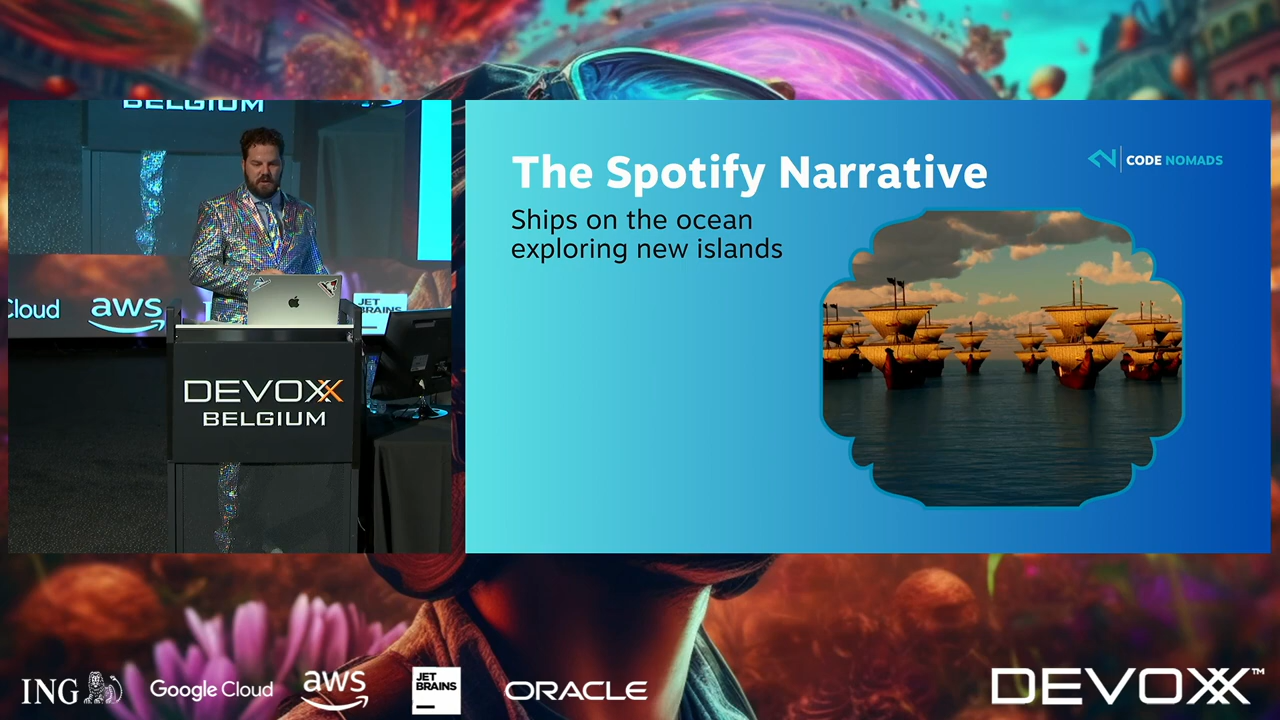 BELGIUM
Cloud
aws
JET
BRAINS
DEVOXX
BELGIUM
The Spotify Narrative
Ships on the ocean
exploring new islands
CODE NOMADS
ING
Google Cloud
aws
JET
BRAINS
ORACLE
DEVOXX™